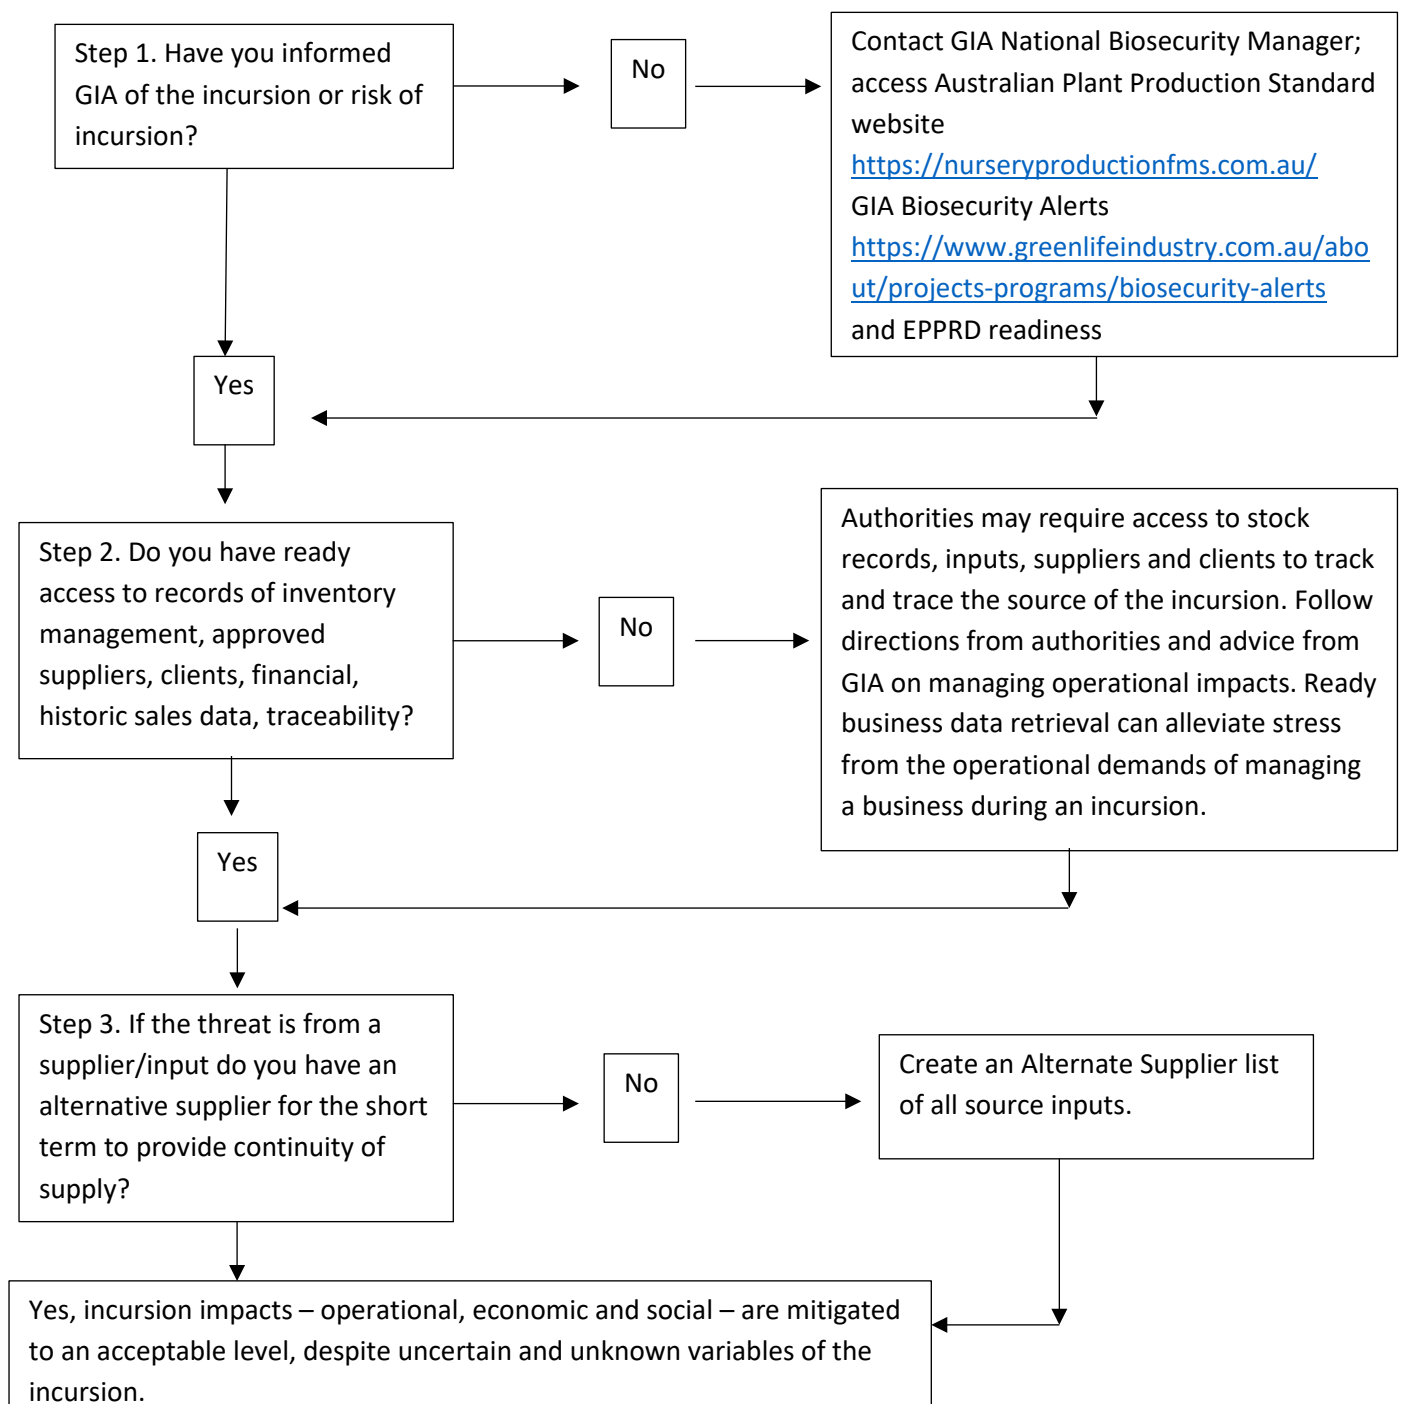 Step 1. Have you informed
GIA of the incursion or risk of
incursion?
No
Contact GIA National Biosecurity Manager;
access Australian Plant Production Standard
website
https://nurseryproductionfms.com.au/
GIA Biosecurity Alerts
https://www.greenlifeindustry.com.au/abo
ut/projects-programs/biosecurity-alerts
and EPPRD readiness
Yes
Step 2. Do you have ready
access to records of inventory
management, approved
suppliers, clients, financial,
historic sales data, traceability?
No
Authorities may require access to stock
records, inputs, suppliers and clients to track
and trace the source of the incursion. Follow
directions from authorities and advice from
GIA on managing operational impacts. Ready
business data retrieval can alleviate stress
from the operational demands of managing
a business during an incursion.
Yes
Step 3. If the threat is from a
supplier/input do you have an
alternative supplier for the short
term to provide continuity of
supply?
No
Create an Alternate Supplier list
of all source inputs.
Yes, incursion impacts – operational, economic and social – are mitigated
to an acceptable level, despite uncertain and unknown variables of the
incursion.